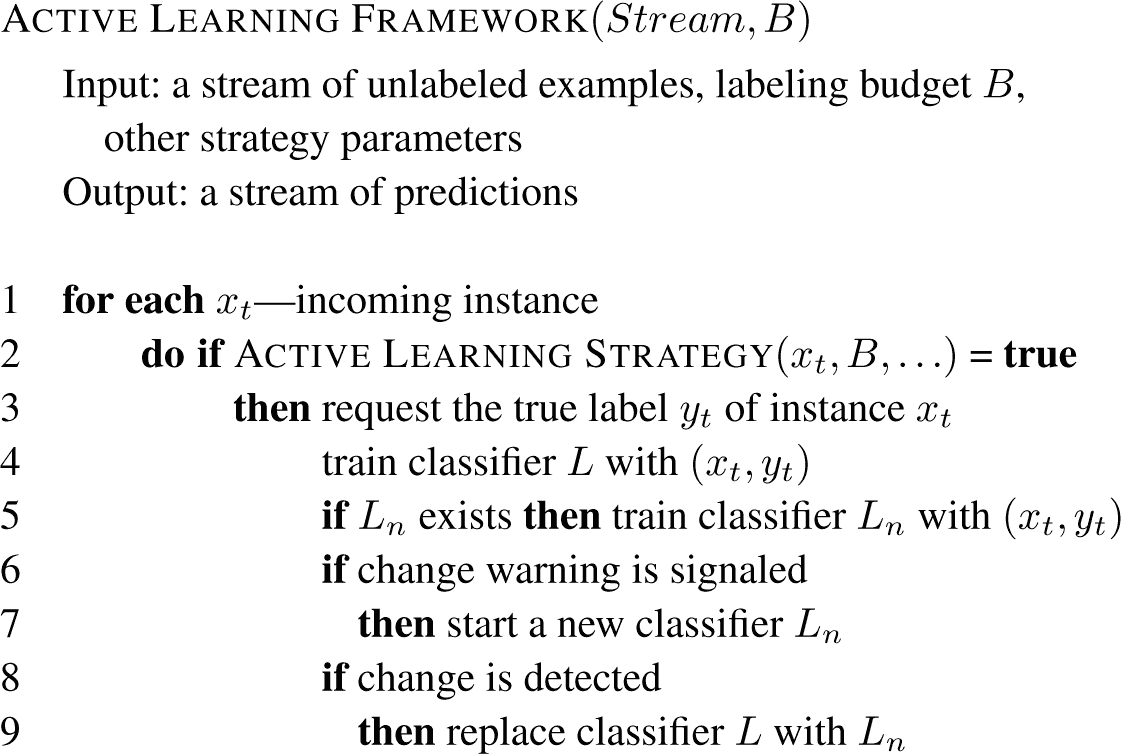 ACTIVE LEARNING FRAMEWORK(Stream, B)
Input: a stream of unlabeled examples, labeling budget B,
other strategy parameters
Output: a stream of predictions
1 for each x_t—incoming instance
2 do if ACTIVE LEARNING STRATEGY(x_t, B, ...) = true
3 then request the true label y_t of instance x_t
4 train classifier L with (x_t, y_t)
5 if L_n exists then train classifier L_n with (x_t, y_t)
6 if change warning is signaled
7 then start a new classifier L_n
8 if change is detected
9 then replace classifier L with L_n